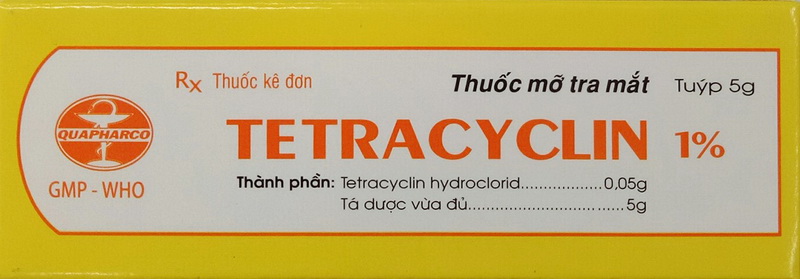 Rx Thuốc kê đơn
Thuốc mỡ tra mắt Tuýp 5g
QUAPHARCO
TETRACYCLIN 1%
GMP - WHO
Thành phần: Tetracyclin hydroclorid...................0,05g
Tá dược vừa đủ...................................5g